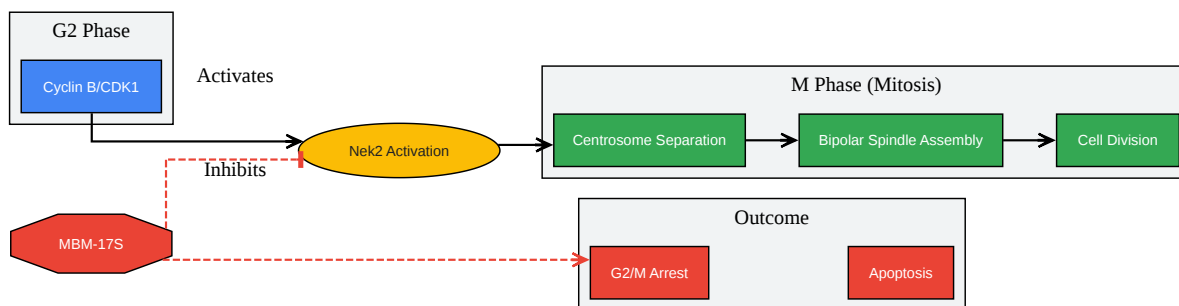 G2 Phase
Cyclin B/CDK1
Activates
M Phase (Mitosis)
Nek2 Activation
Centrosome Separation
Bipolar Spindle Assembly
Cell Division
Inhibits
MBM-17S
Outcome
G2/M Arrest
Apoptosis